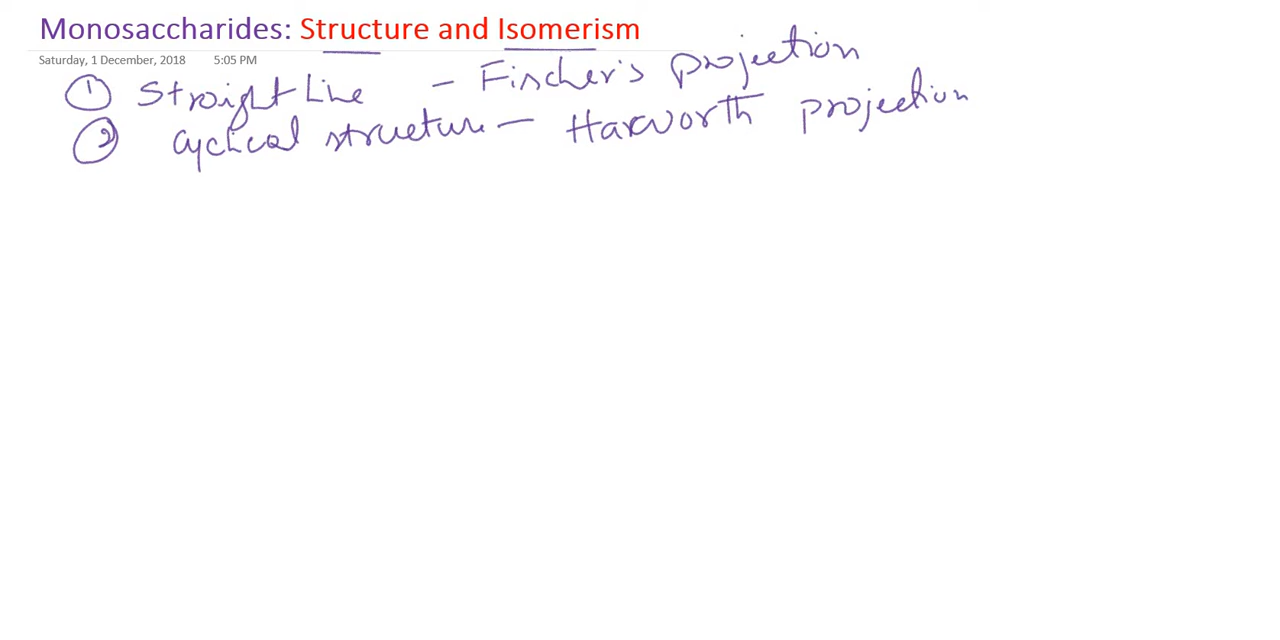 Monosaccharides: Structure and Isomerism
Saturday, 1 December, 2018 5:05 PM
① Straight Line - Fischer's projection
② Cyclical structure - Harworth projection